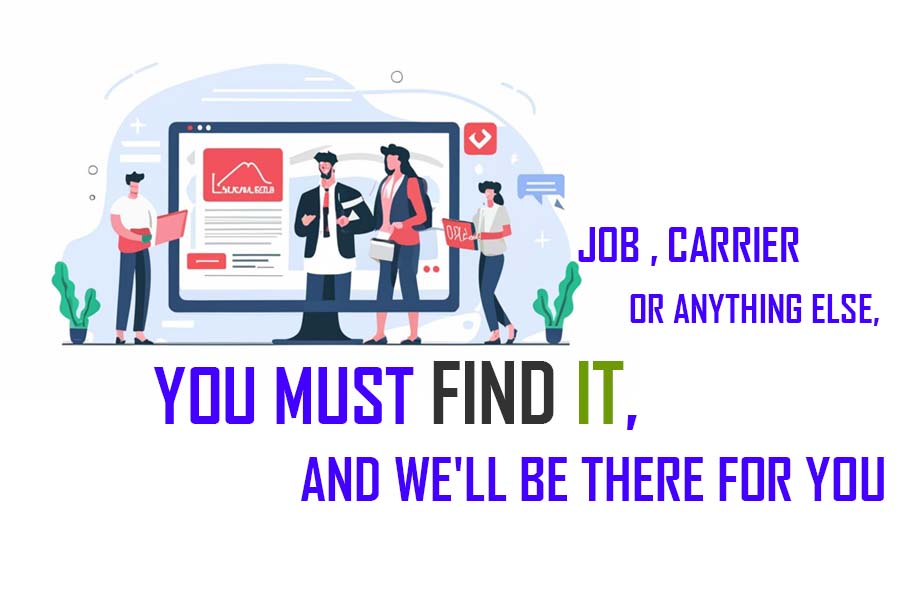 JOB , CARRIER
OR ANYTHING ELSE,
YOU MUST FIND IT,
AND WE'LL BE THERE FOR YOU